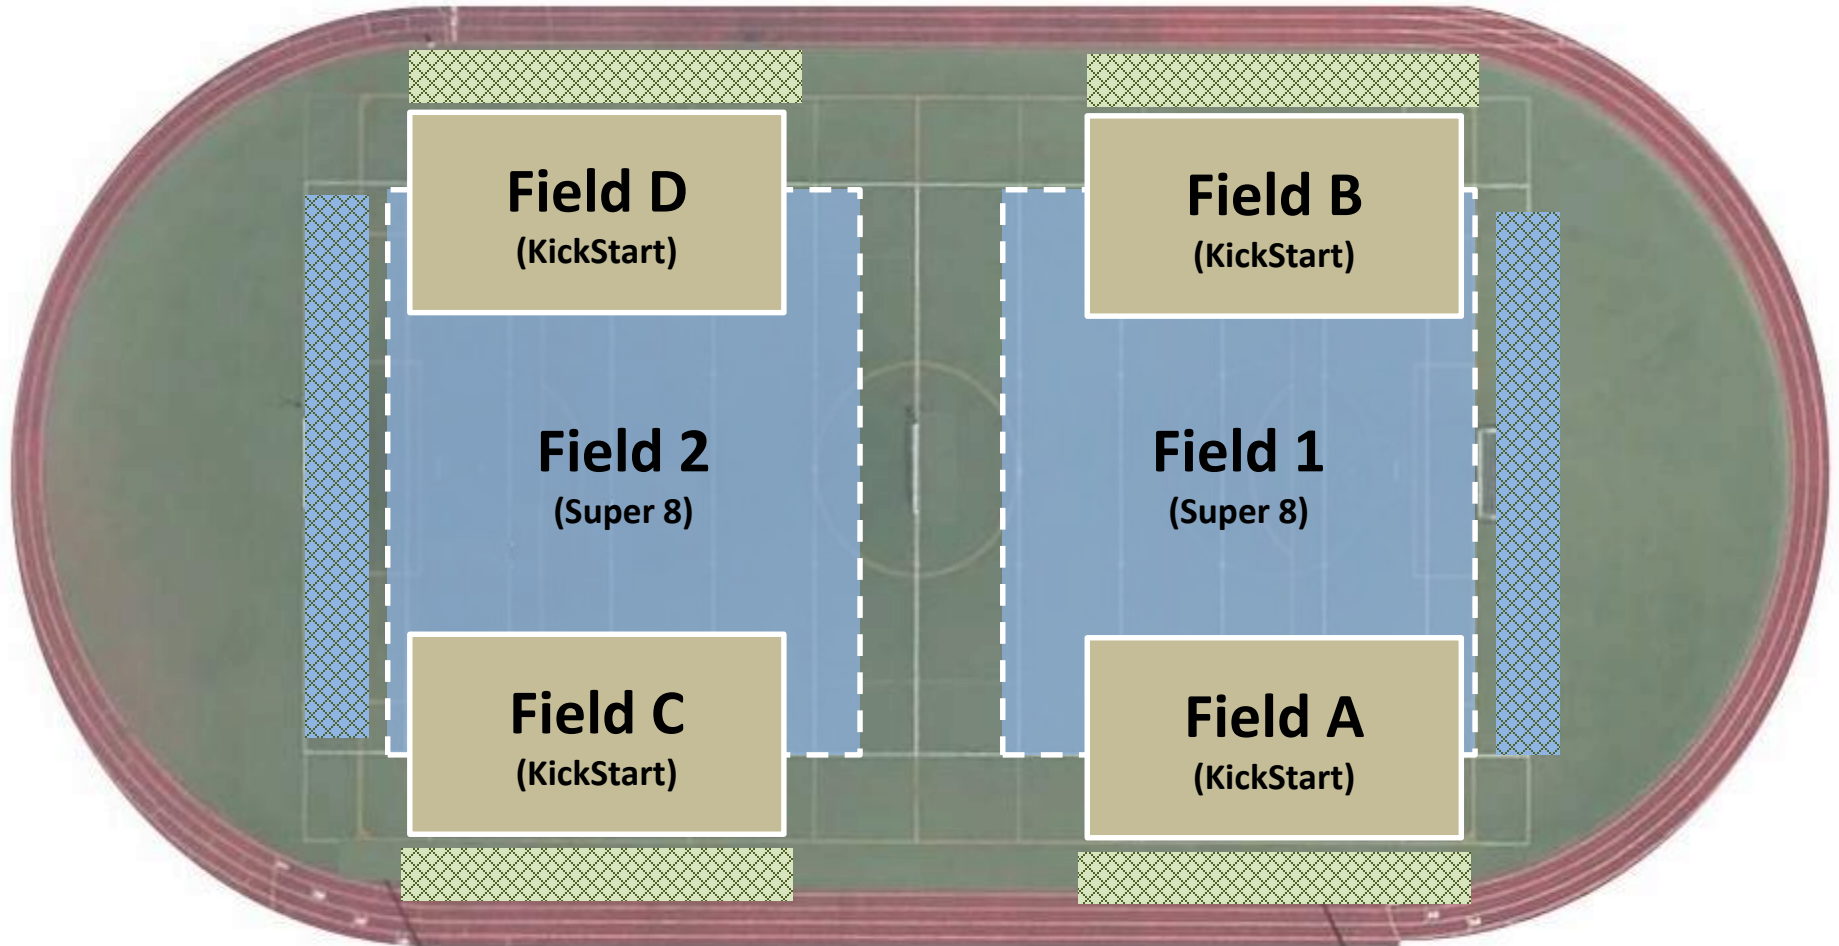 Field D
(KickStart)
Field B
(KickStart)
Field 2
(Super 8)
Field 1
(Super 8)
Field C
(KickStart)
Field A
(KickStart)